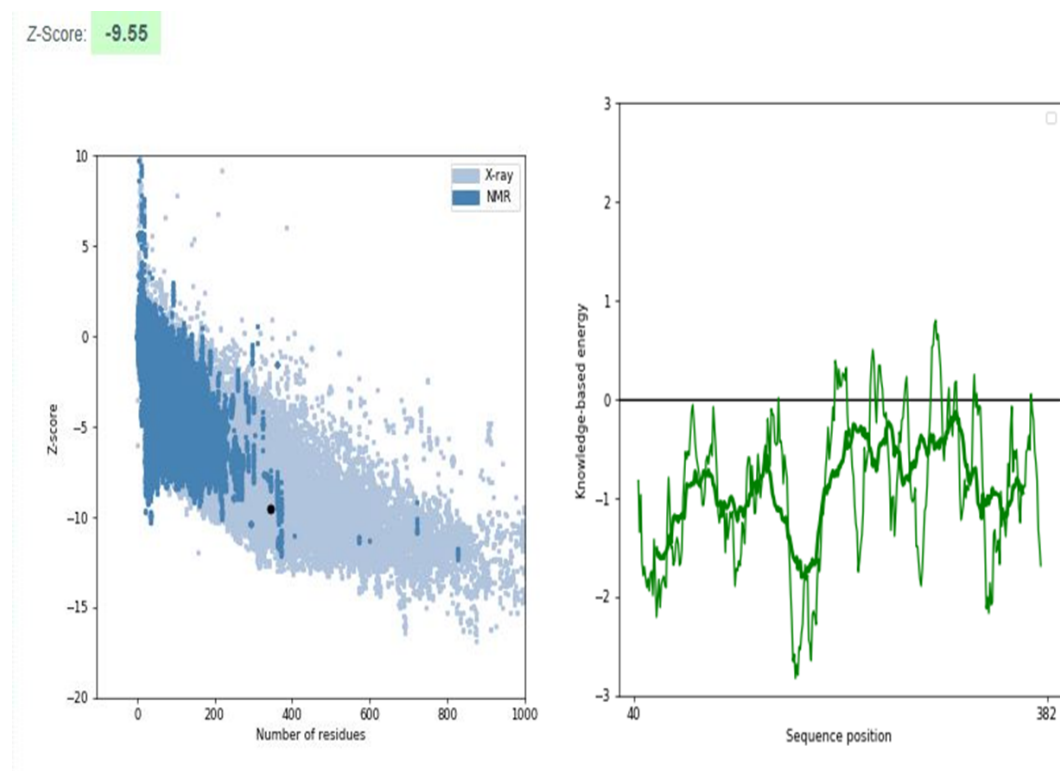 Z-Score: -9.55
10
5
0
−5
−10
−15
−20
Z-score
0 200 400 600 800 1000
Number of residues
X-ray
NMR
3
2
1
0
−1
−2
−3
Knowledge-based energy
40 382
Sequence position